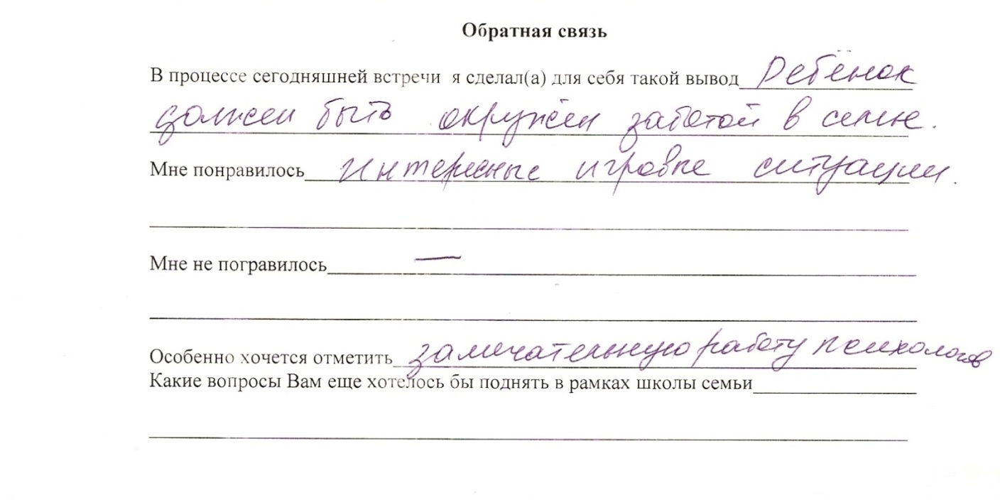 Обратная связь
В процессе сегодняшней встречи я сделал(а) для себя такой вывод Ребёнок
должен быть окружён заботой в семье.
Мне понравилось интересные игровые ситуации.
Мне не погравилось —
Особенно хочется отметить замечательную работу психологов
Какие вопросы Вам еще хотелось бы поднять в рамках школы семьи